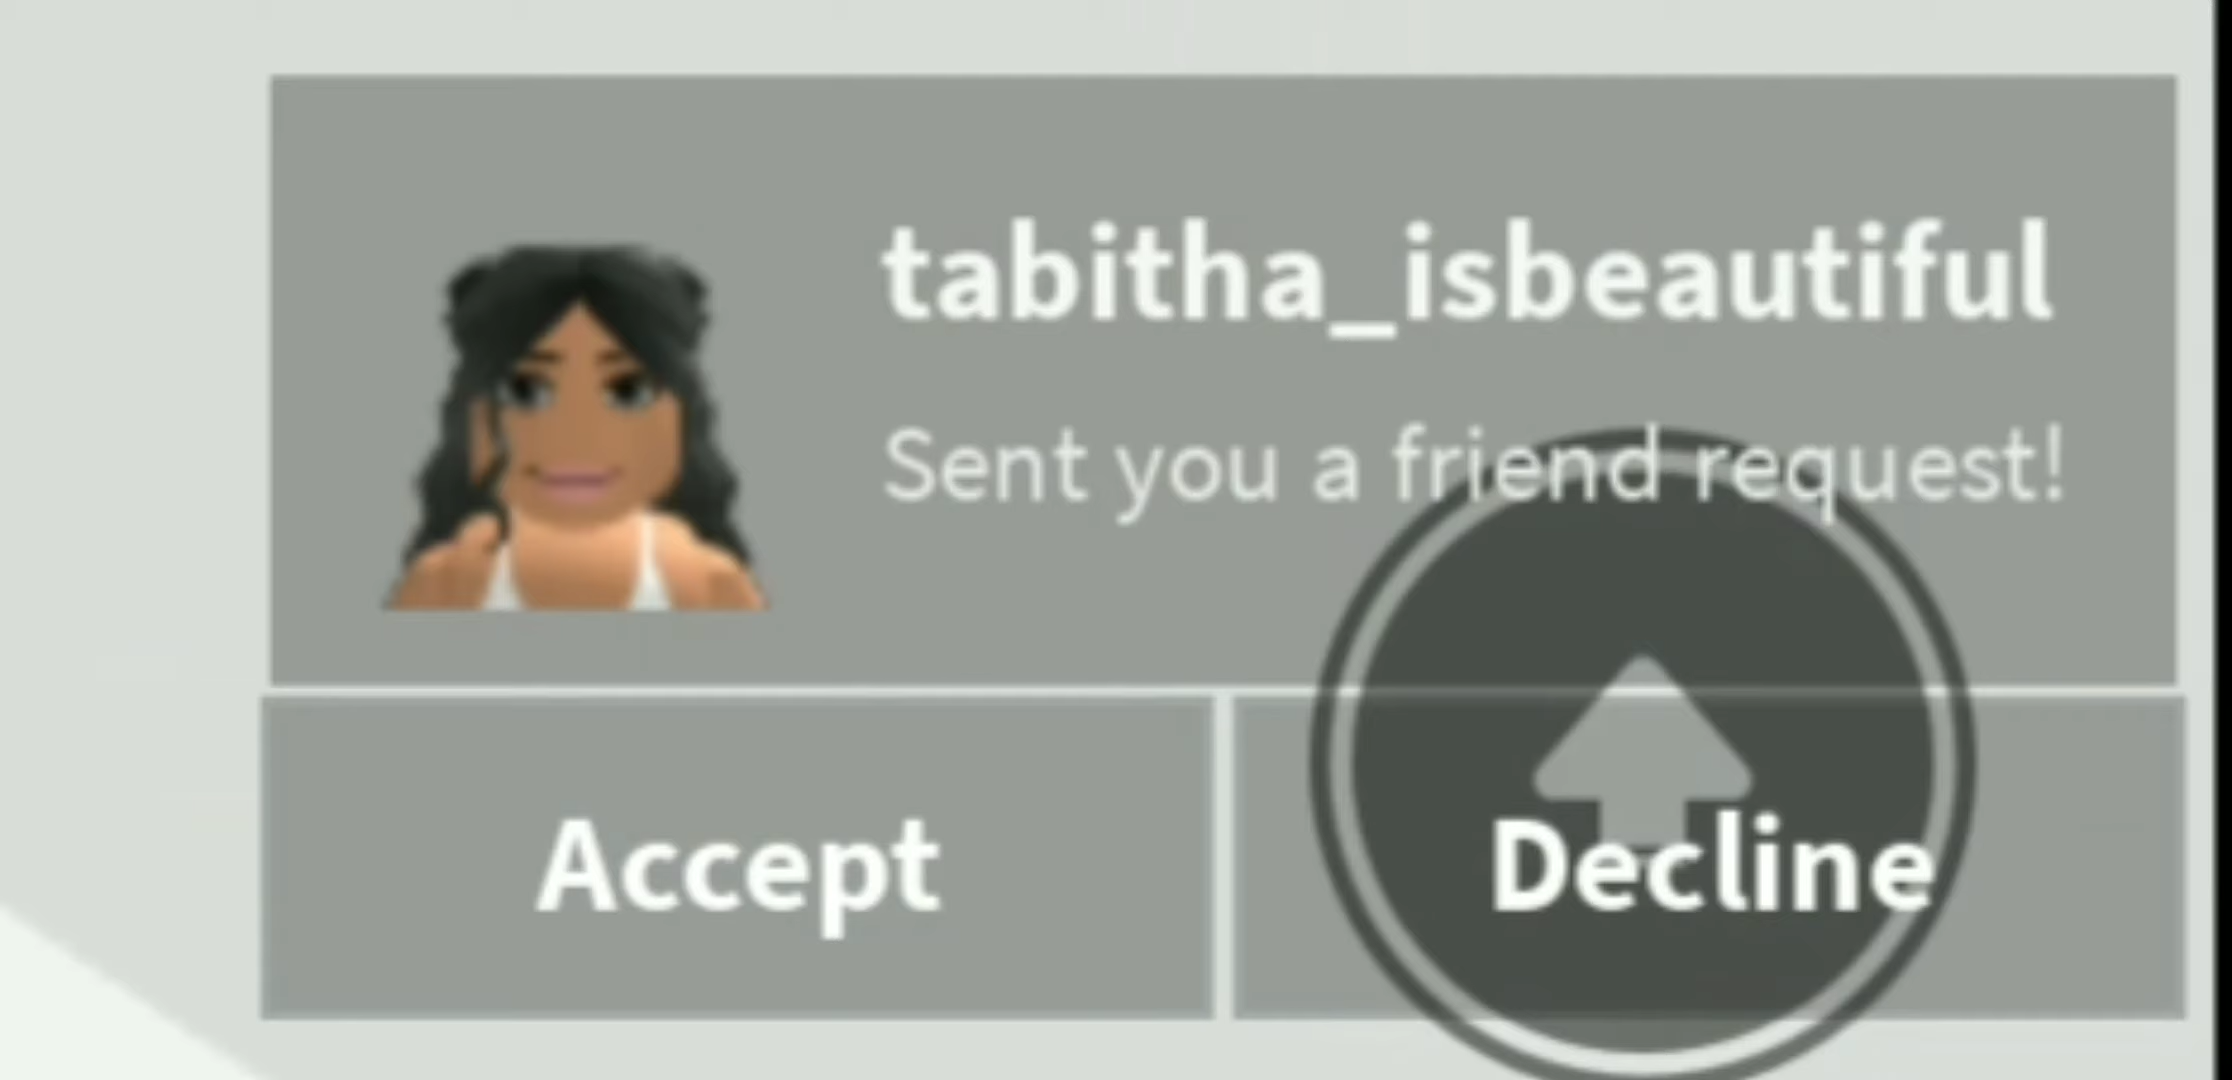 tabitha_isbeautiful
Sent you a friend request!
Accept
Decline